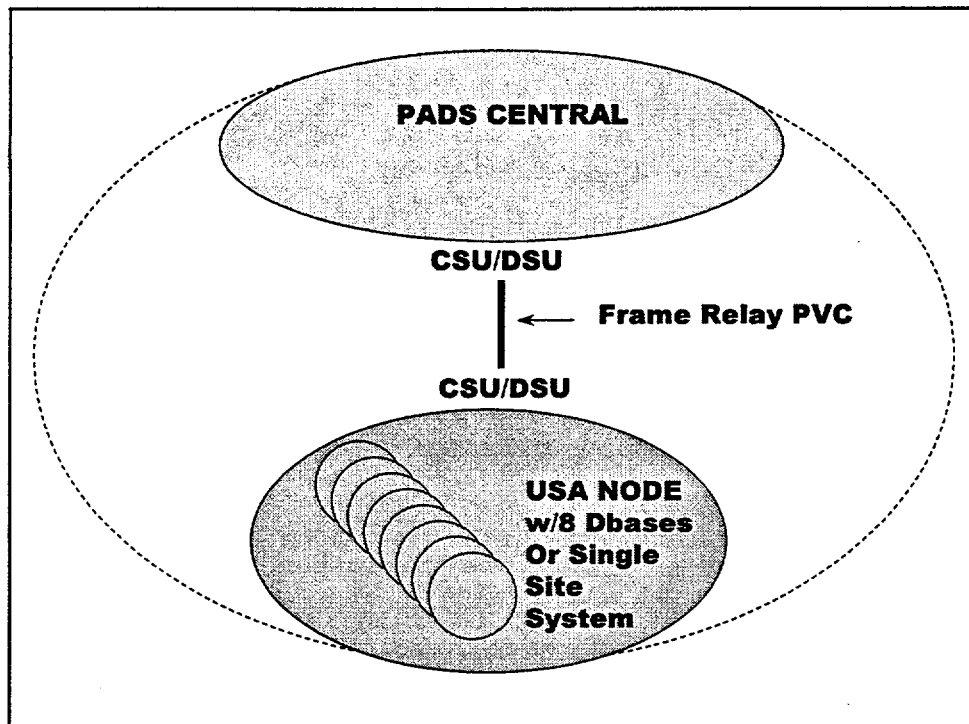 PADS CENTRAL
CSU/DSU
Frame Relay PVC
CSU/DSU
USA NODE
w/8 Dbases
Or Single
Site
System